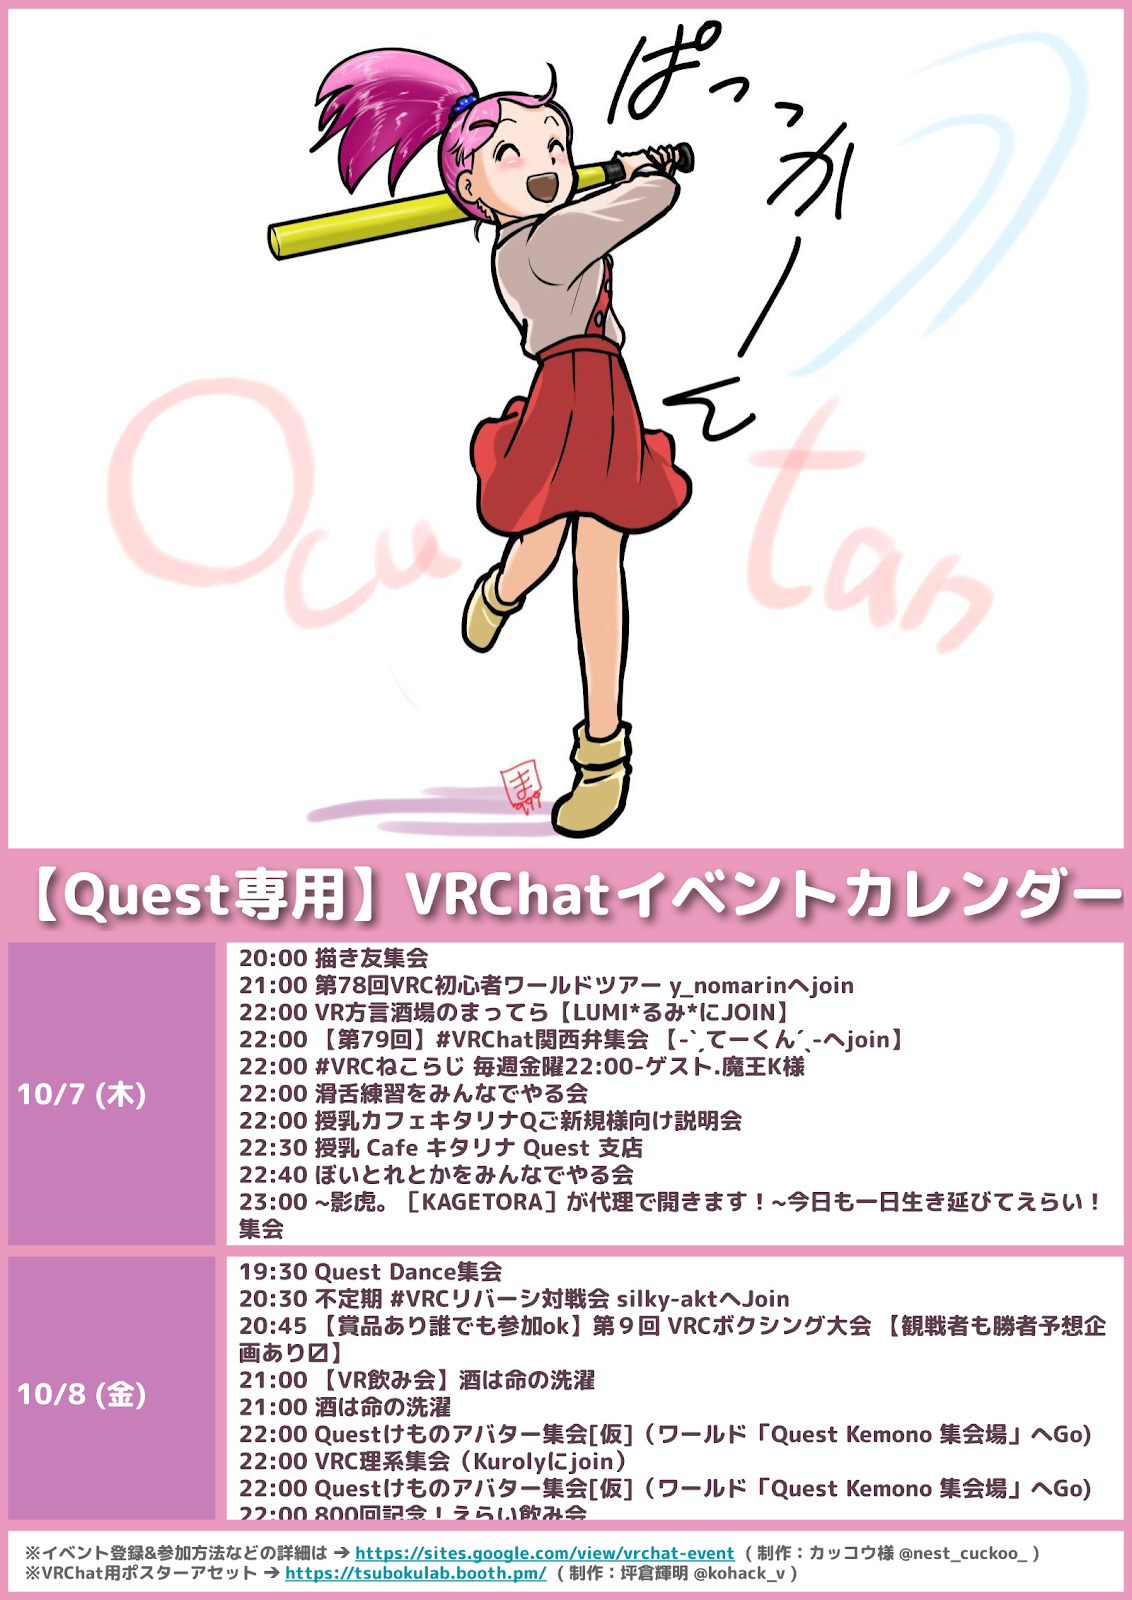 ぱっっかーん
Ocu tan
ま
999
【Quest専用】VRChatイベントカレンダー
10/7 (木)
20:00 描き友集会
21:00 第78回VRC初心者ワールドツアー y_nomarinへjoin
22:00 VR方言酒場のまってら【LUMI*るみ*にJOIN】
22:00 【第79回】#VRChat関西弁集会 【-`ˏてーくん´ˎ-へjoin】
22:00 #VRCねこらじ 毎週金曜22:00-ゲスト.魔王K様
22:00 滑舌練習をみんなでやる会
22:00 授乳カフェキタリナQご新規様向け説明会
22:30 授乳 Cafe キタリナ Quest 支店
22:40 ぼいとれとかをみんなでやる会
23:00 ~影虎。［KAGETORA］が代理で開きます！~今日も一日生き延びてえらい！
集会
10/8 (金)
19:30 Quest Dance集会
20:30 不定期 #VRCリバーシ対戦会 silky-aktへJoin
20:45 【賞品あり誰でも参加ok】第９回 VRCボクシング大会 【観戦者も勝者予想企
画あり〼】
21:00 【VR飲み会】酒は命の洗濯
21:00 酒は命の洗濯
22:00 Questけものアバター集会[仮]（ワールド「Quest Kemono 集会場」へGo)
22:00 VRC理系集会（Kurolyにjoin）
22:00 Questけものアバター集会[仮]（ワールド「Quest Kemono 集会場」へGo)
22:00 800回記念！えらい飲み会
※イベント登録&参加方法などの詳細は ➔ https://sites.google.com/view/vrchat-event （ 制作：カッコウ様 @nest_cuckoo_ ）
※VRChat用ポスターアセット ➔ https://tsubokulab.booth.pm/ （ 制作：坪倉輝明 @kohack_v ）